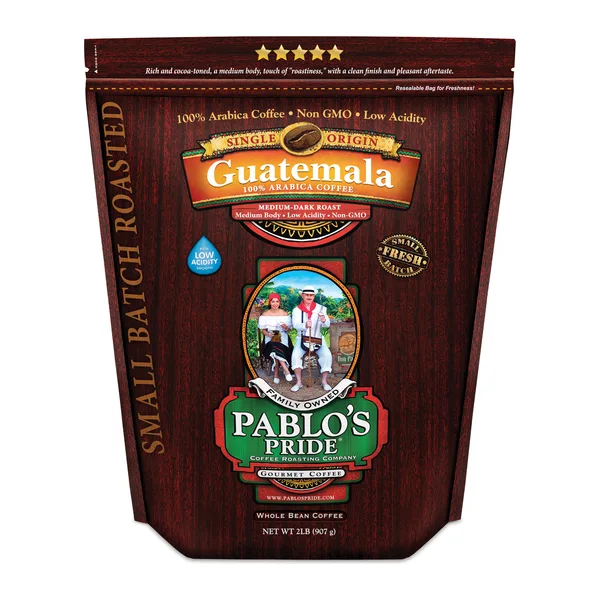 Rich and cocoa-toned, a medium body, touch of "roastiness," with a clean finish and pleasant aftertaste.
Resealable Bag for Freshness!
SMALL BATCH ROASTED
100% Arabica Coffee • Non GMO • Low Acidity
SINGLE ORIGIN
Guatemala
100% ARABICA COFFEE
MEDIUM-DARK ROAST
Medium Body • Low Acidity • Non-GMO
LOW
ACIDITY
SMALL
FRESH
BATCH
FAMILY OWNED
PABLO'S
PRIDE®
COFFEE ROASTING COMPANY
GOURMET COFFEE
WWW.PABLOSPRIDE.COM
WHOLE BEAN COFFEE
NET WT 2LB (907 g)